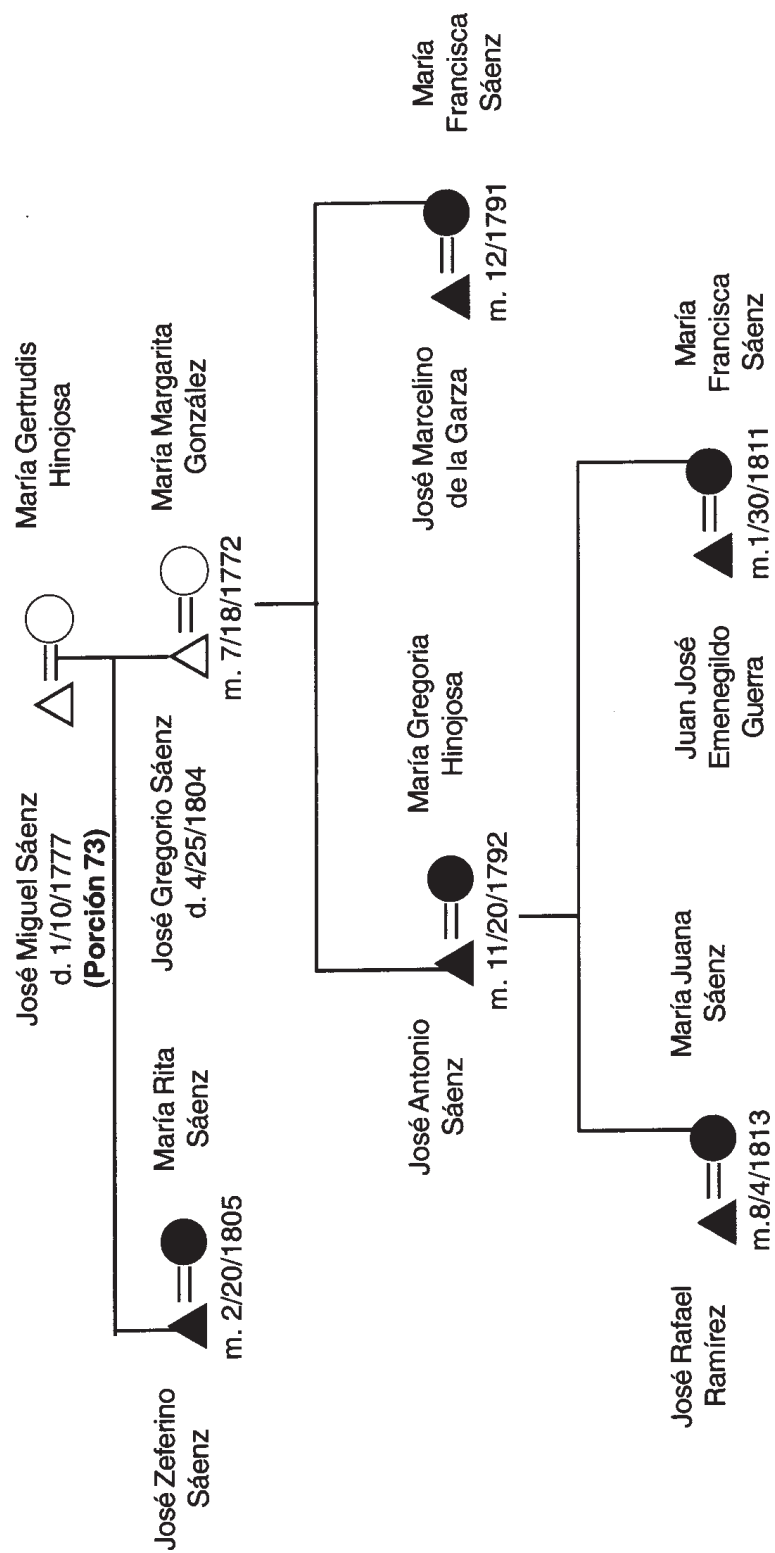 José Miguel Sáenz
d. 1/10/1777
(Porción 73)
María Gertrudis
Hinojosa
José Zeferino
Sáenz
María Rita
Sáenz
m. 2/20/1805
José Gregorio Sáenz
d. 4/25/1804
María Margarita
González
m. 7/18/1772
José Antonio
Sáenz
María Gregoria
Hinojosa
m. 11/20/1792
José Marcelino
de la Garza
María
Francisca
Sáenz
m. 12/1791
José Rafael
Ramírez
María Juana
Sáenz
m.8/4/1813
Juan José
Emenegildo
Guerra
María
Francisca
Sáenz
m.1/30/1811